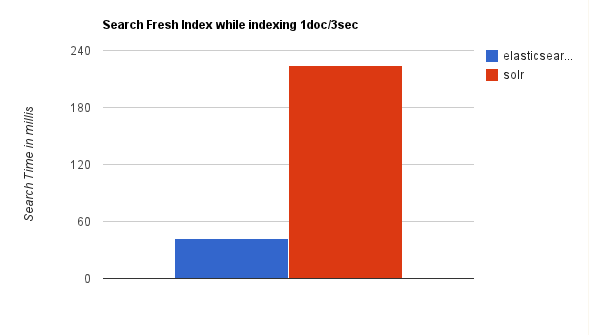 Search Fresh Index while indexing 1doc/3sec
240
180
120
60
0
Search Time in millis
elasticsear...
solr